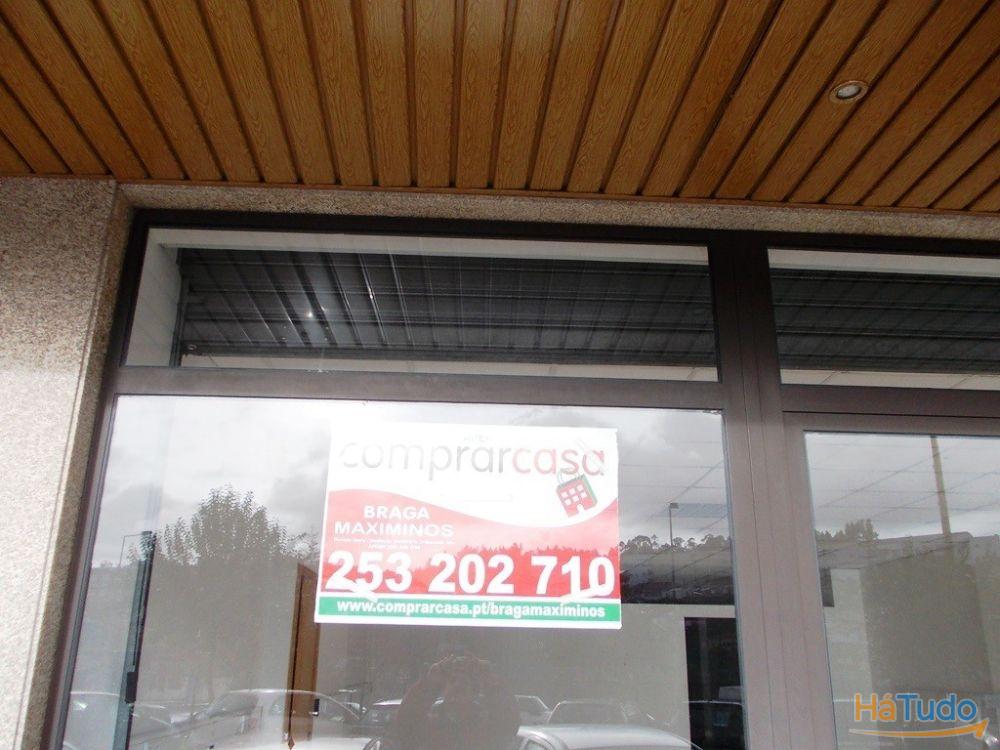 comprarcasa
BRAGA
MAXIMINOS
253 202 710
www.comprarcasa.pt/bragamaximinos
HáTudo